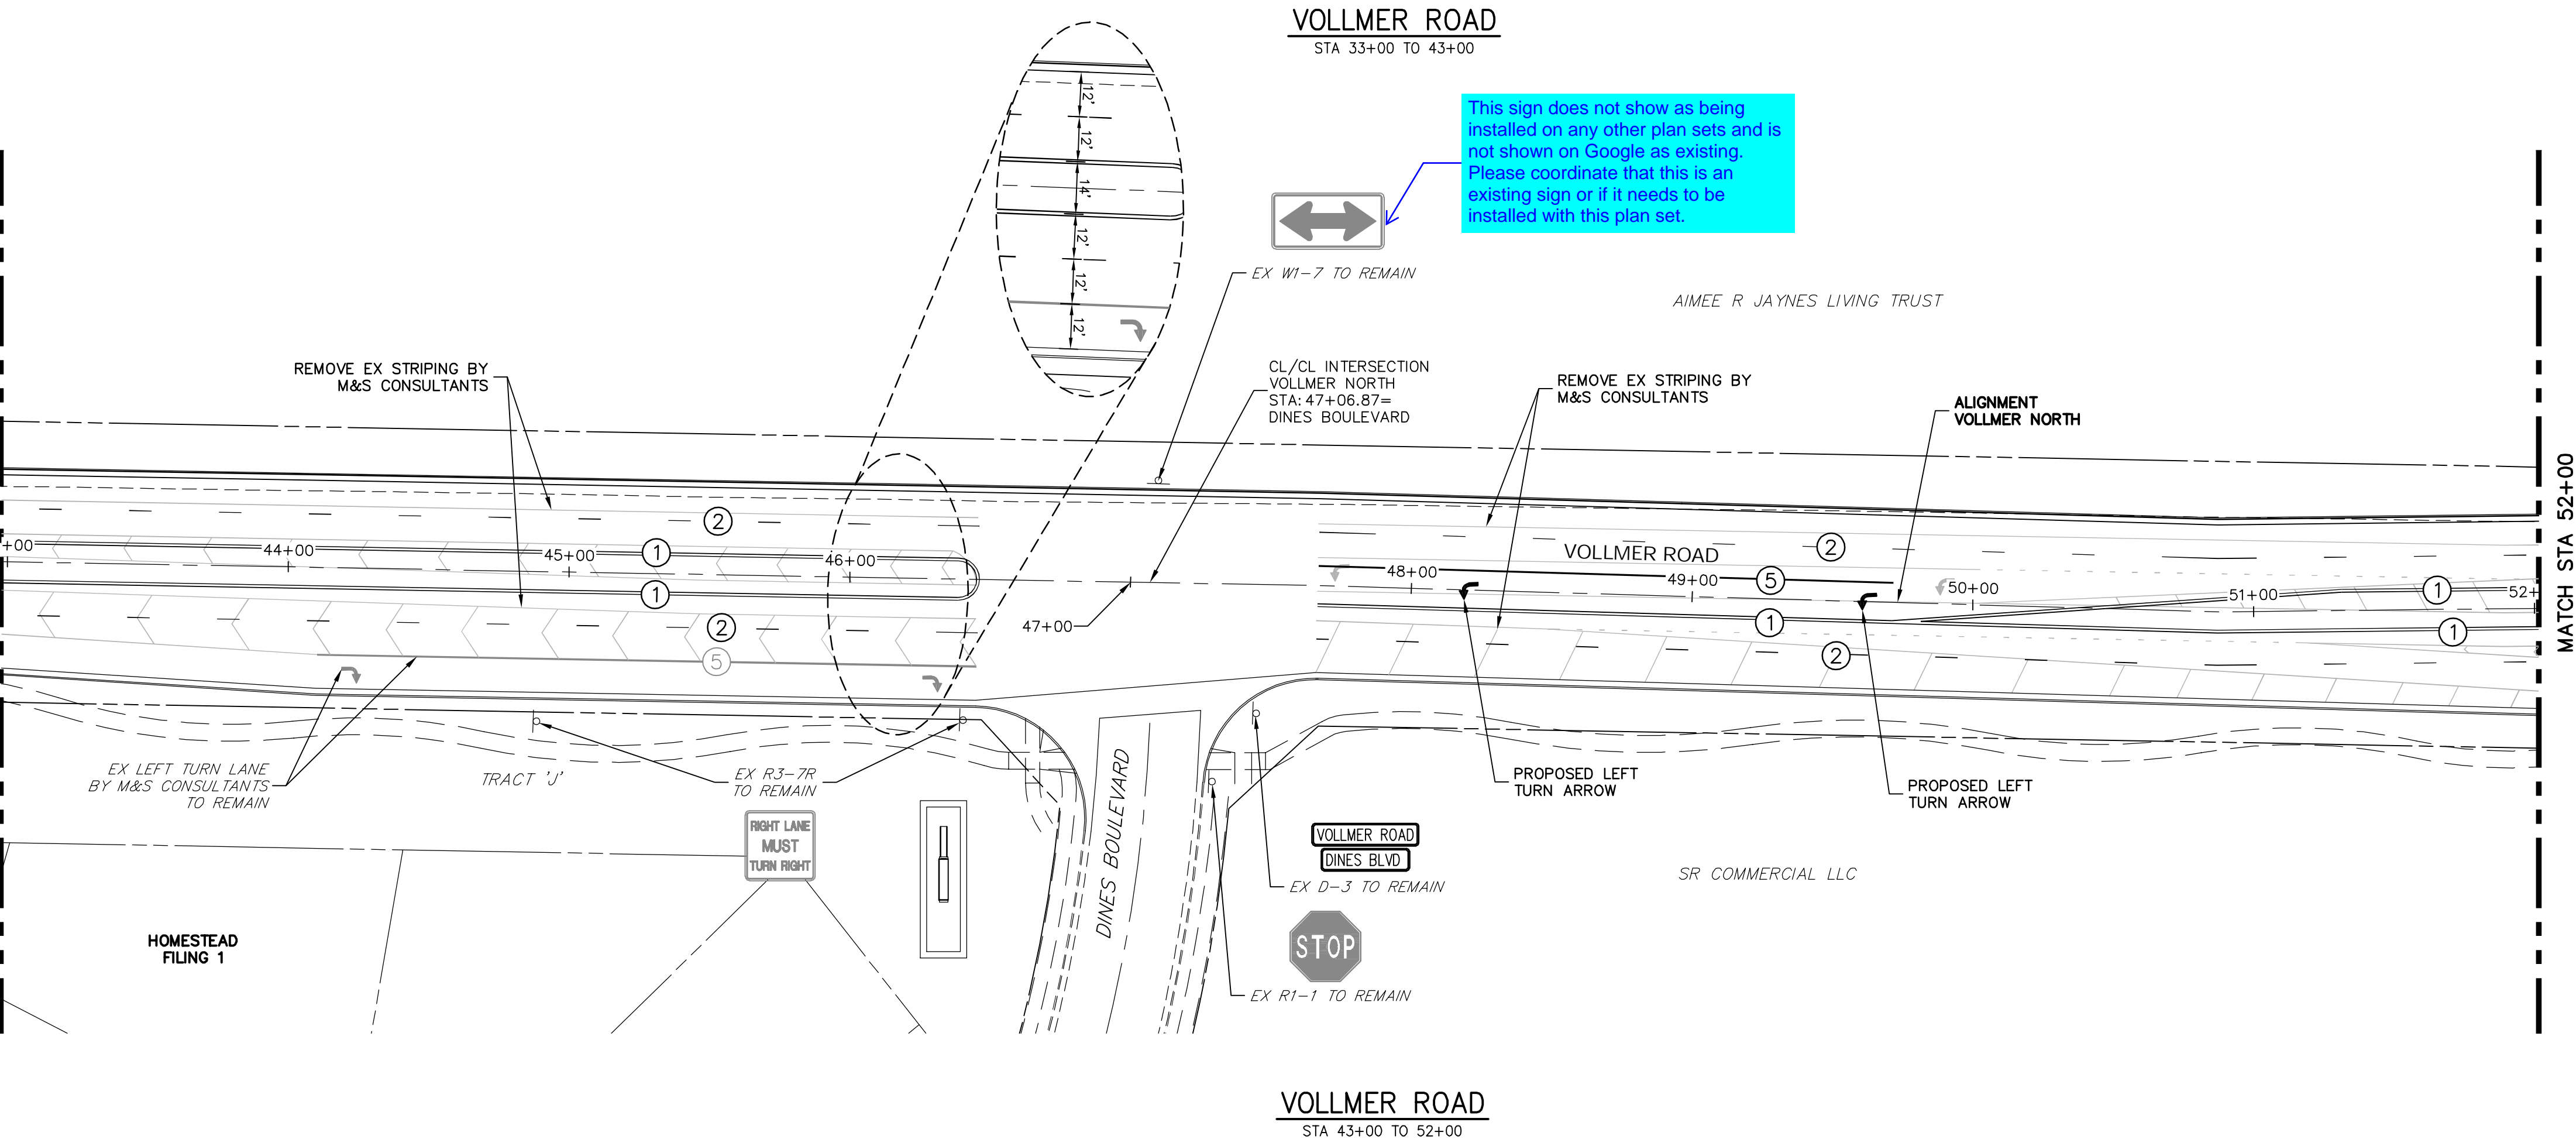 VOLLMER ROAD
STA 33+00 TO 43+00
This sign does not show as being
installed on any other plan sets and is
not shown on Google as existing.
Please coordinate that this is an
existing sign or if it needs to be
installed with this plan set.
12'
12'
14'
12'
12'
12'
EX W1-7 TO REMAIN
AIMEE R JAYNES LIVING TRUST
REMOVE EX STRIPING BY
M&S CONSULTANTS
CL/CL INTERSECTION
VOLLMER NORTH
STA: 47+06.87=
DINES BOULEVARD
REMOVE EX STRIPING BY
M&S CONSULTANTS
ALIGNMENT
VOLLMER NORTH
MATCH STA 52+00
2
2
+00
44+00
45+00
1
46+00
VOLLMER ROAD
48+00
49+00
5
50+00
51+00
1
52+
1
2
47+00
1
1
2
5
EX LEFT TURN LANE
BY M&S CONSULTANTS
TO REMAIN
TRACT 'J'
EX R3-7R
TO REMAIN
RIGHT LANE
MUST
TURN RIGHT
DINES BOULEVARD
PROPOSED LEFT
TURN ARROW
PROPOSED LEFT
TURN ARROW
VOLLMER ROAD
DINES BLVD
EX D-3 TO REMAIN
SR COMMERCIAL LLC
STOP
EX R1-1 TO REMAIN
HOMESTEAD
FILING 1
VOLLMER ROAD
STA 43+00 TO 52+00